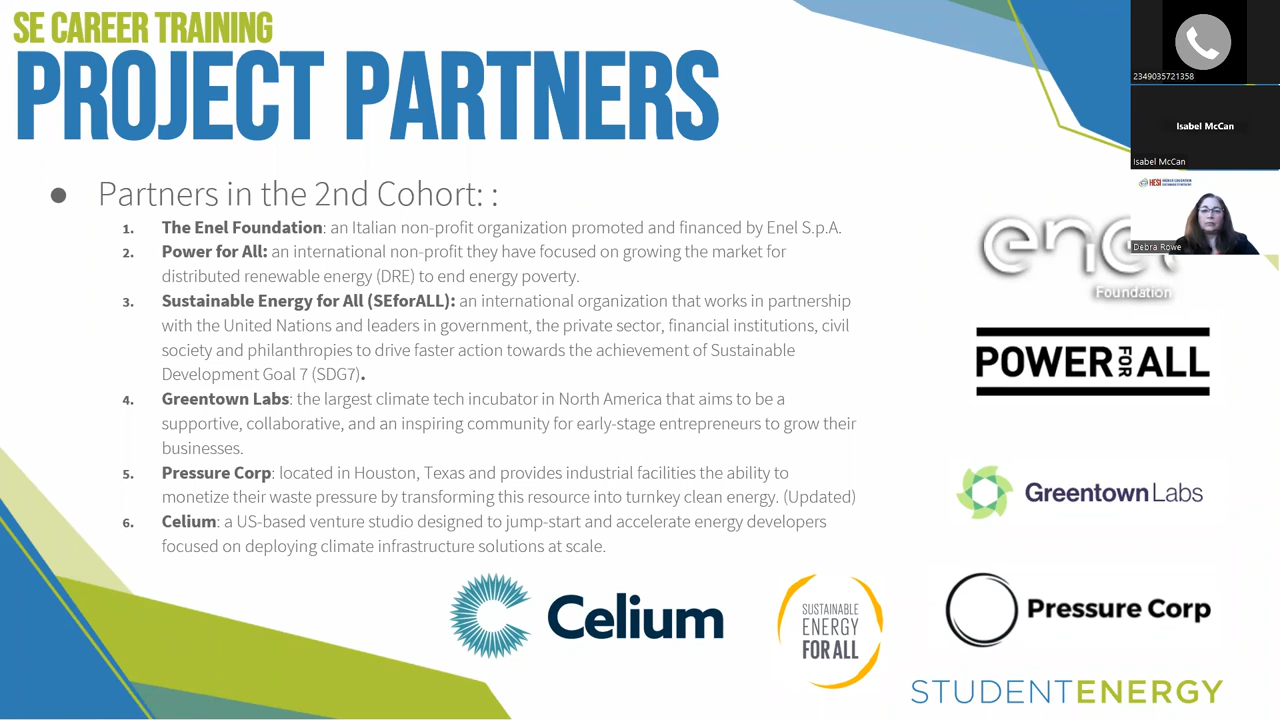 SE CAREER TRAINING
PROJECT PARTNERS
● Partners in the 2nd Cohort: :
1. The Enel Foundation: an Italian non-profit organization promoted and financed by Enel S.p.A.
2. Power for All: an international non-profit they have focused on growing the market for
distributed renewable energy (DRE) to end energy poverty.
3. Sustainable Energy for All (SEforALL): an international organization that works in partnership
with the United Nations and leaders in government, the private sector, financial institutions, civil
society and philanthropies to drive faster action towards the achievement of Sustainable
Development Goal 7 (SDG7).
4. Greentown Labs: the largest climate tech incubator in North America that aims to be a
supportive, collaborative, and an inspiring community for early-stage entrepreneurs to grow their
businesses.
5. Pressure Corp: located in Houston, Texas and provides industrial facilities the ability to
monetize their waste pressure by transforming this resource into turnkey clean energy. (Updated)
6. Celium: a US-based venture studio designed to jump-start and accelerate energy developers
focused on deploying climate infrastructure solutions at scale.
2349035721358
Isabel McCan
Isabel McCan
HESI
Debra Rowe
enel
Foundation
POWER FOR ALL
Greentown Labs
Celium
SUSTAINABLE
ENERGY
FOR ALL
Pressure Corp
STUDENTENERGY